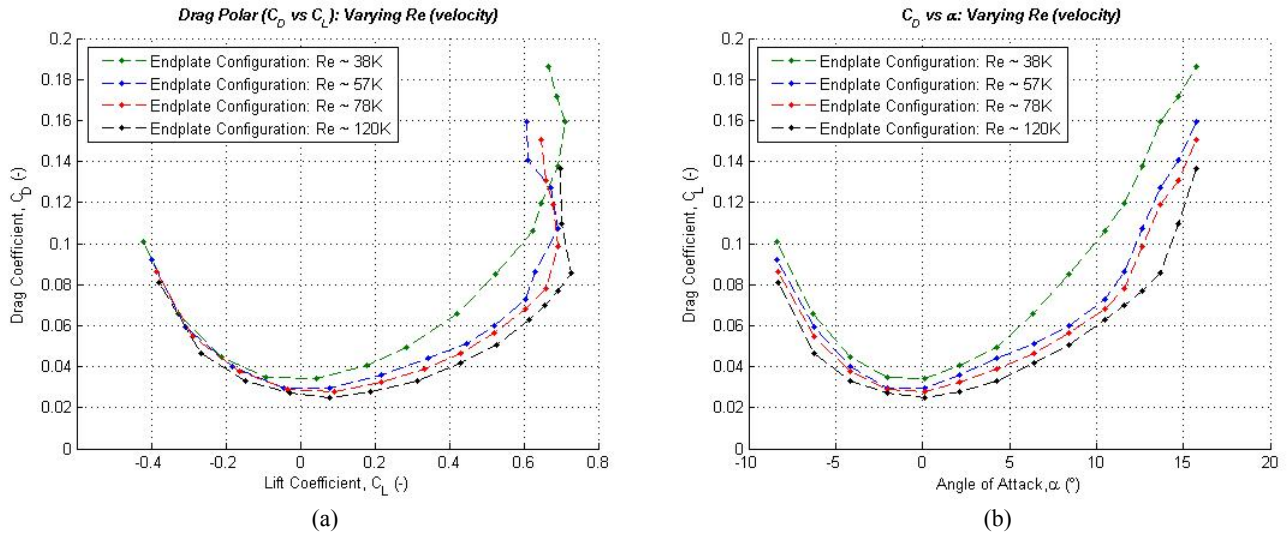 Drag Polar (C_D vs C_L): Varying Re (velocity)
0.2
0.18
0.16
0.14
0.12
0.1
0.08
0.06
0.04
0.02
0
Drag Coefficient, C_D (-)
Endplate Configuration: Re ~ 38K
Endplate Configuration: Re ~ 57K
Endplate Configuration: Re ~ 78K
Endplate Configuration: Re ~ 120K
-0.4
-0.2
0
0.2
0.4
0.6
0.8
Lift Coefficient, C_L (-)
(a)
C_D vs α: Varying Re (velocity)
0.2
0.18
0.16
0.14
0.12
0.1
0.08
0.06
0.04
0.02
0
Drag Coefficient, C_L (-)
Endplate Configuration: Re ~ 38K
Endplate Configuration: Re ~ 57K
Endplate Configuration: Re ~ 78K
Endplate Configuration: Re ~ 120K
-10
-5
0
5
10
15
20
Angle of Attack,α (°)
(b)